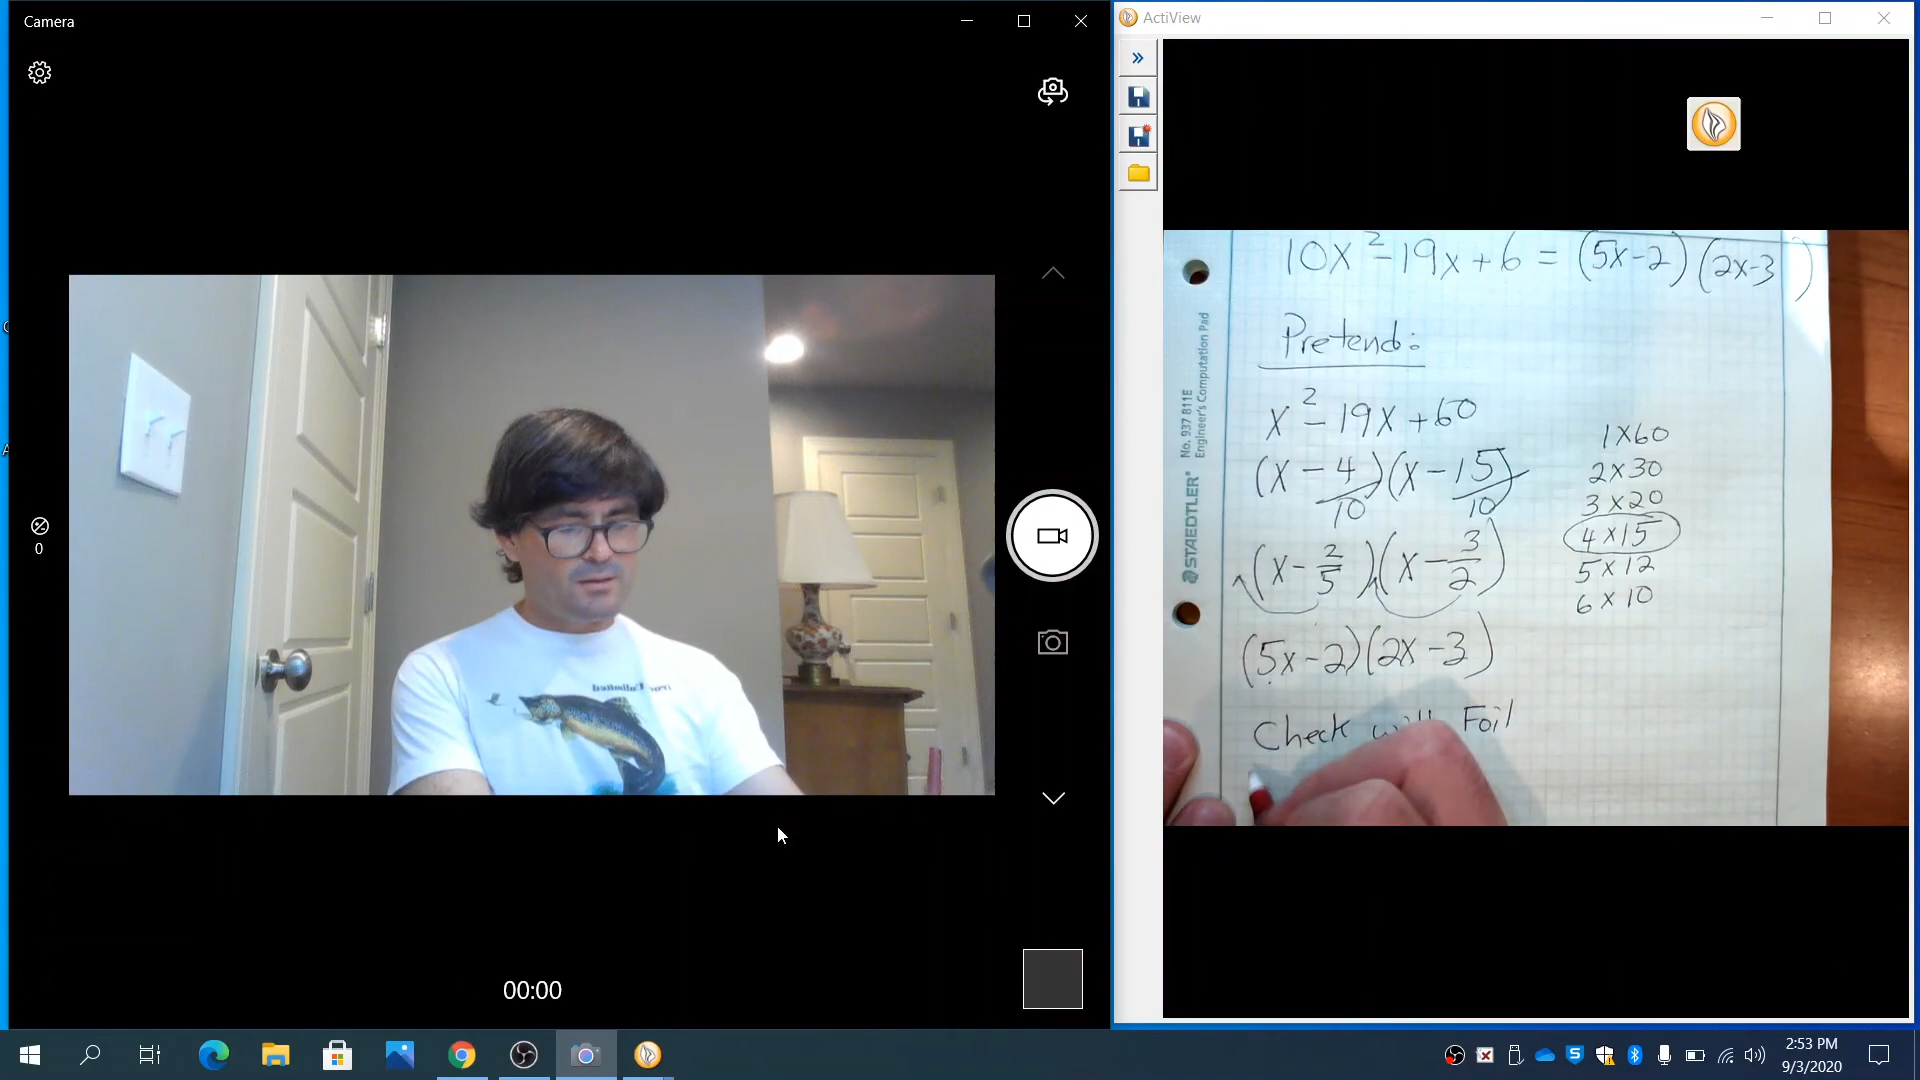 Camera
0
00:00
ActiView
10x² - 19x + 6 = (5x-2)(2x-3)
Pretend:
x² - 19x + 60
(x - 4/10)(x - 15/10)
(x - 2/5)(x - 3/2)
(5x-2)(2x-3)
Check with Foil
1x60
2x30
3x20
4x15
5x12
6x10
STAEDTLER®
No. 937 811E
Engineer's Computation Pad
2:53 PM
9/3/2020